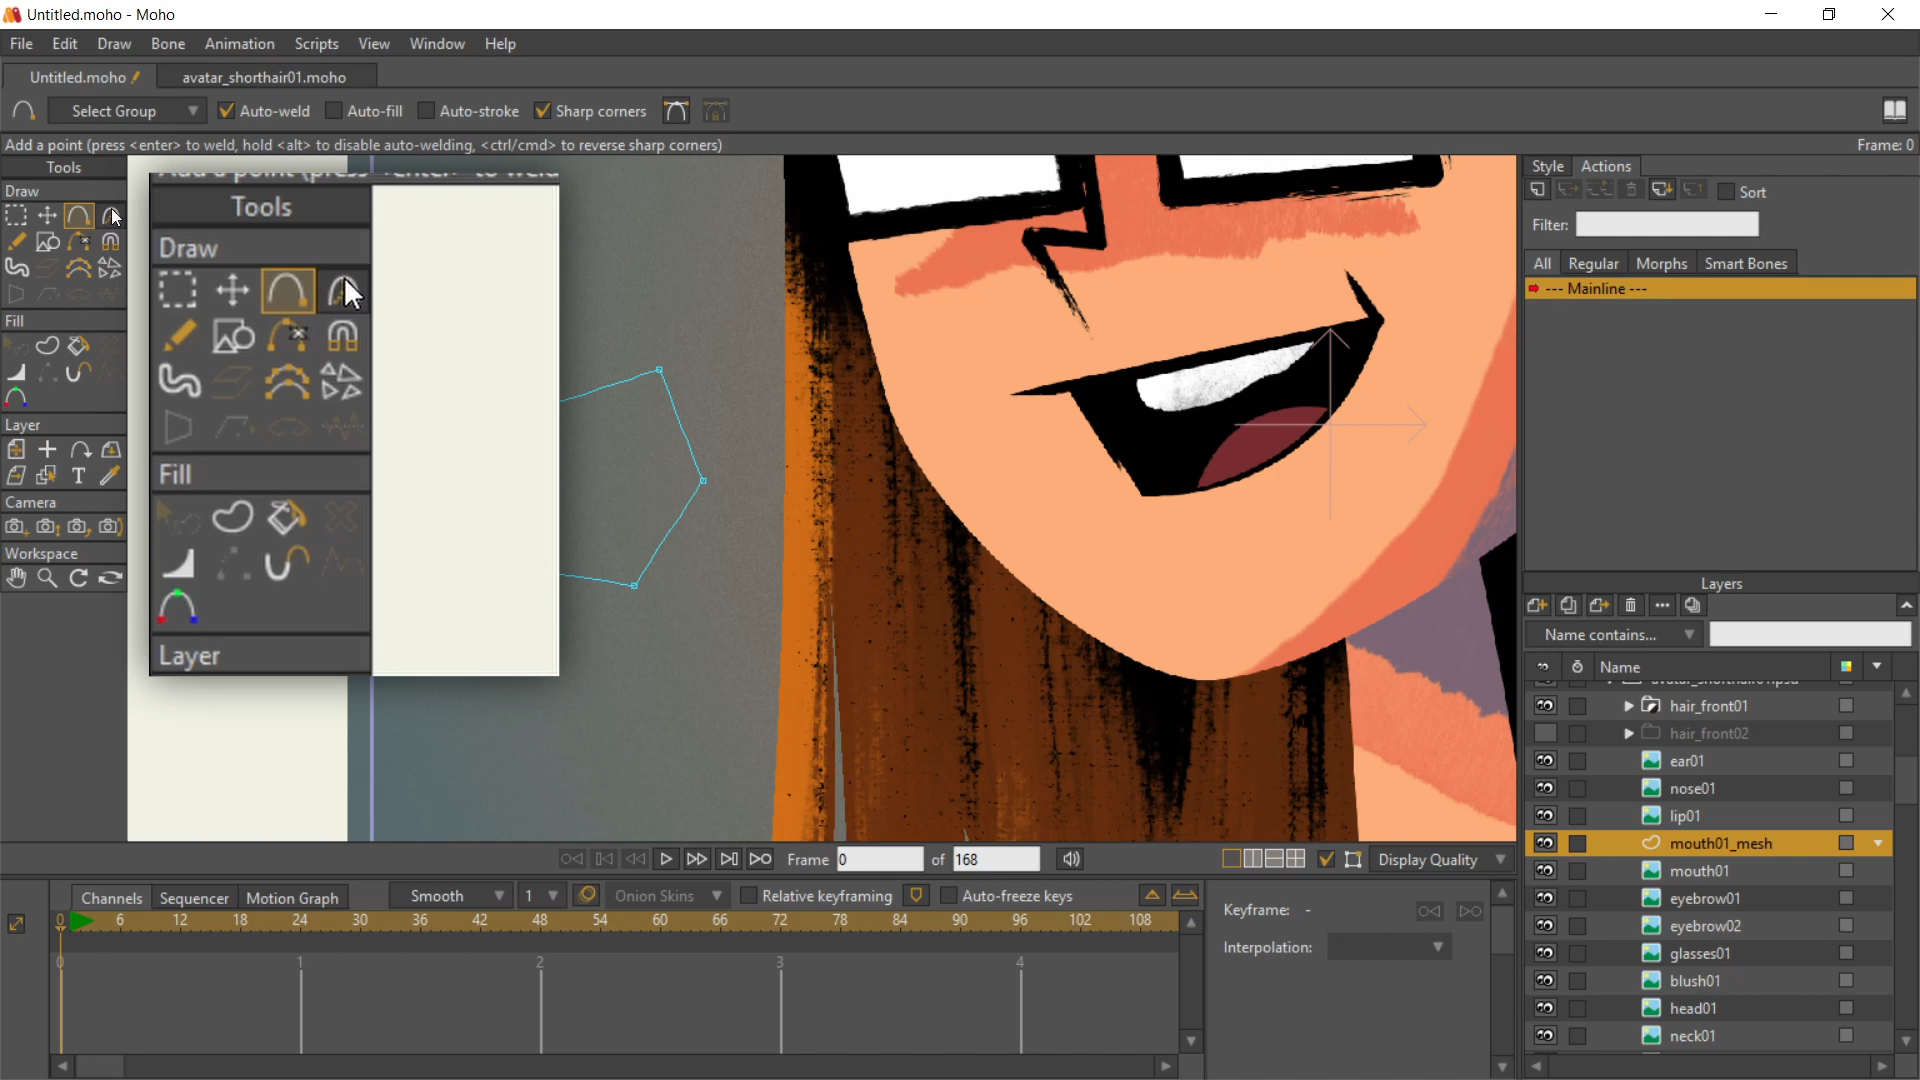 Untitled.moho - Moho
File Edit Draw Bone Animation Scripts View Window Help
Untitled.moho avatar_shorthair01.moho
Select Group Auto-weld Auto-fill Auto-stroke Sharp corners
Add a point (press <enter> to weld, hold <alt> to disable auto-welding, <ctrl/cmd> to reverse sharp corners) Frame: 0
Tools
Draw
Fill
Layer
Camera
Workspace
Tools
Draw
Fill
Layer
Style Actions
Sort
Filter:
All Regular Morphs Smart Bones
--- Mainline ---
Layers
Name contains...
Name
hair_front01
hair_front02
ear01
nose01
lip01
mouth01_mesh
mouth01
eyebrow01
eyebrow02
glasses01
blush01
head01
neck01
Frame 0 of 168 Display Quality
Channels Sequencer Motion Graph Smooth 1 Onion Skins Relative keyframing Auto-freeze keys
0 6 12 18 24 30 36 42 48 54 60 66 72 78 84 90 96 102 108
0 1 2 3 4
Keyframe: -
Interpolation: